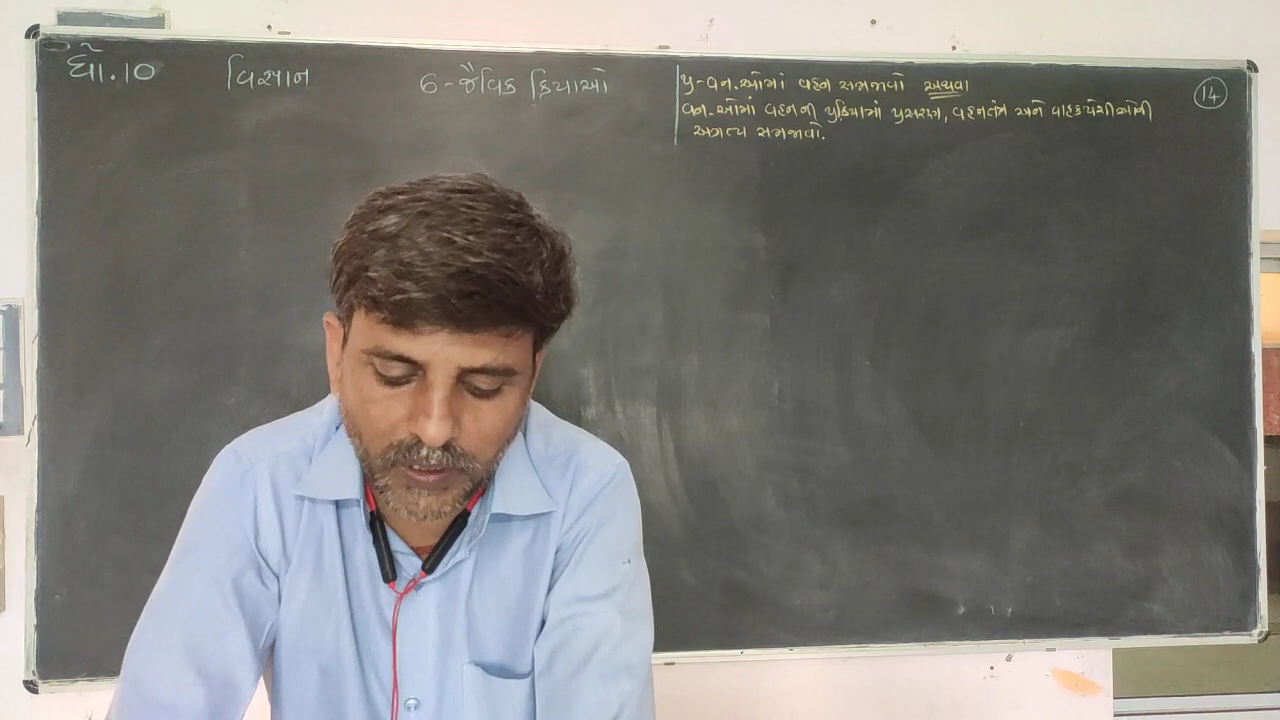 ધો.10
વિજ્ઞાન
6-જૈવિક ક્રિયાઓ
પ્ર-વન.ઓમાં વહન સમજાવો અથવા
વન.ઓમાં વહનની પ્રક્રિયામાં પ્રસરણ, વહનતંત્ર અને વાહકપેશીઓની
અગત્ય સમજાવો.
14